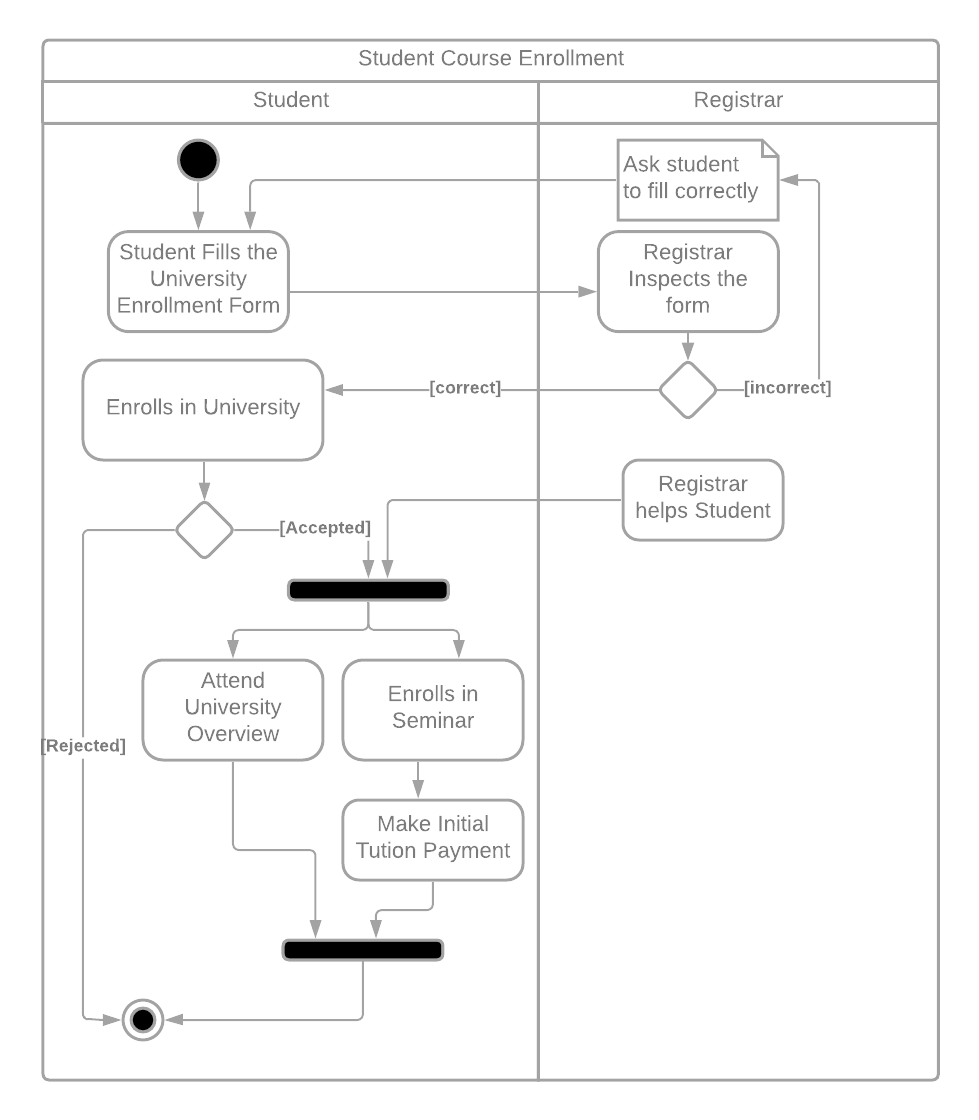 Student Course Enrollment
Student
Registrar
Ask student
to fill correctly
Student Fills the
University
Enrollment Form
Registrar
Inspects the
form
[correct]
[incorrect]
Enrolls in University
Registrar
helps Student
[Accepted]
Attend
University
Overview
Enrolls in
Seminar
[Rejected]
Make Initial
Tution Payment